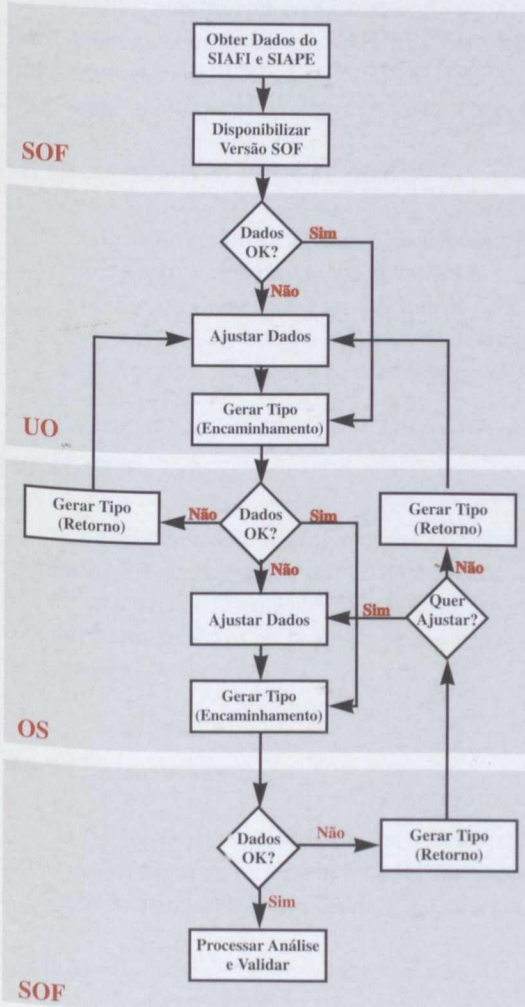 Obter Dados do
SIAFI e SIAPE
Disponibilizar
Versão SOF
SOF
Dados
OK?
Sim
Não
Ajustar Dados
Gerar Tipo
(Encaminhamento)
UO
Gerar Tipo
(Retorno)
Não
Dados
OK?
Sim
Gerar Tipo
(Retorno)
Não
Não
Ajustar Dados
Sim
Quer
Ajustar?
Gerar Tipo
(Encaminhamento)
OS
Dados
OK?
Não
Gerar Tipo
(Retorno)
Sim
Processar Análise
e Validar
SOF